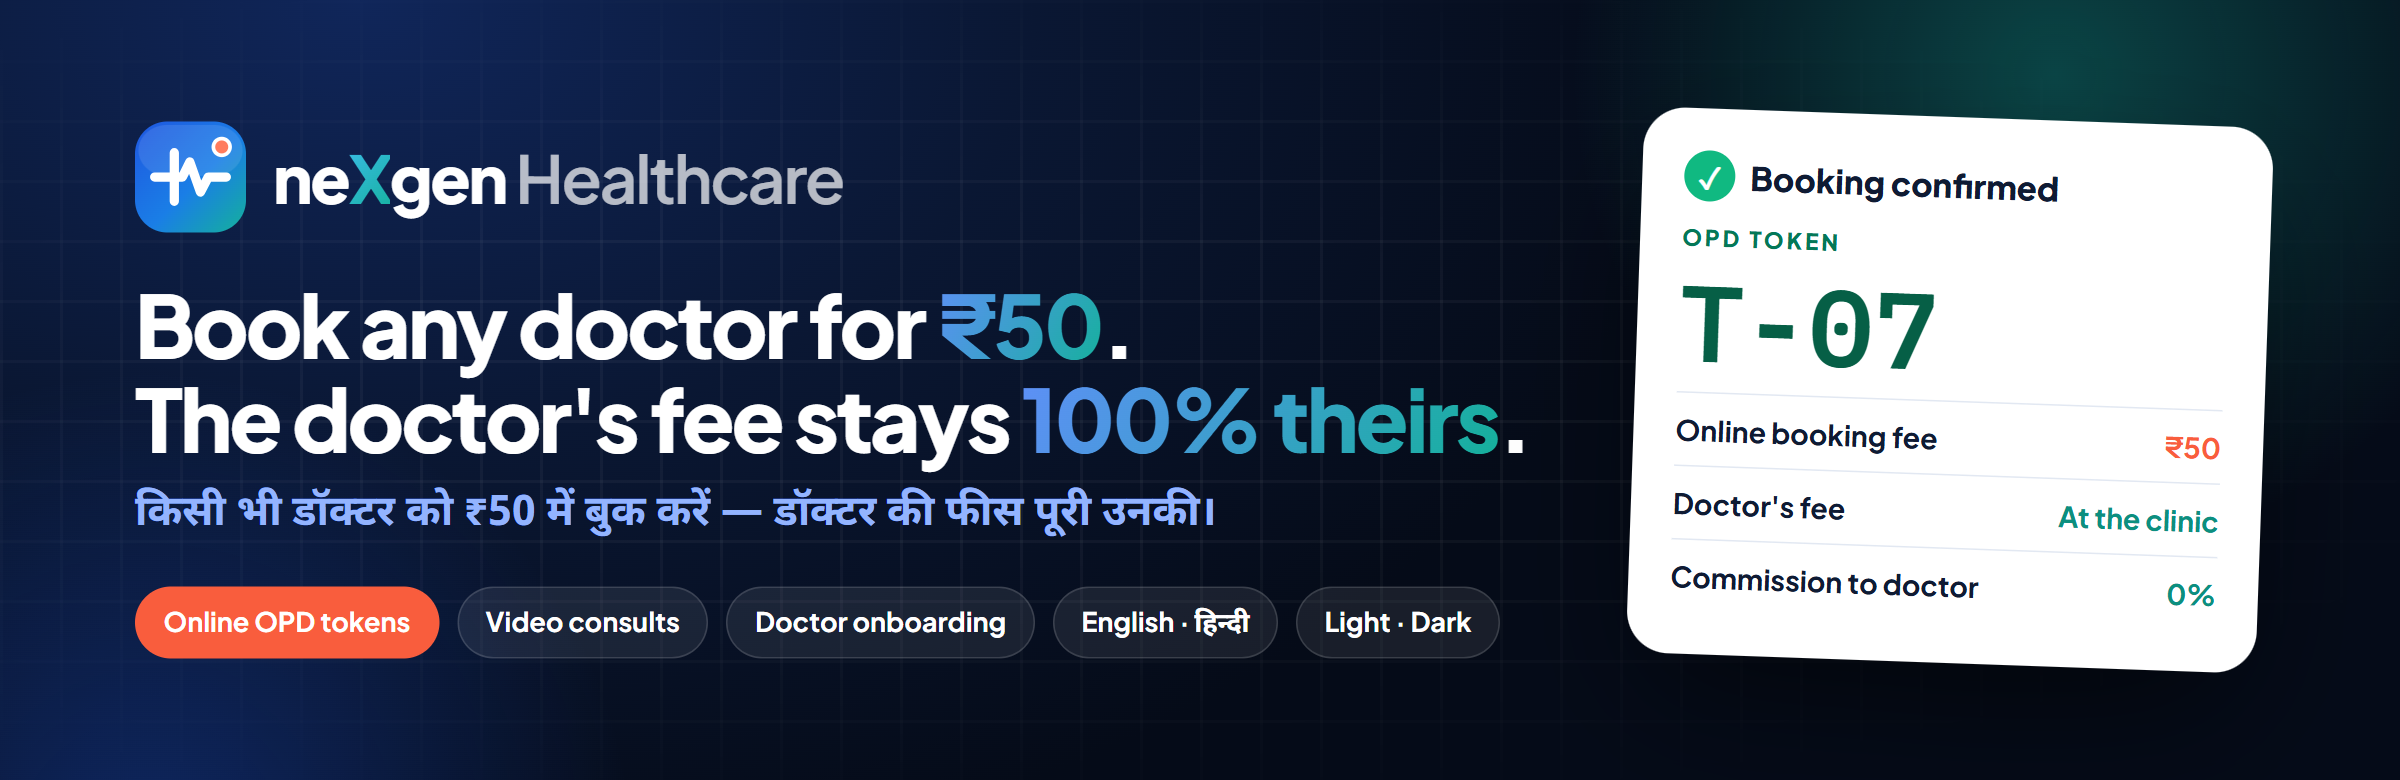 neXgen Healthcare
Book any doctor for ₹50.
The doctor's fee stays 100% theirs.
किसी भी डॉक्टर को ₹50 में बुक करें — डॉक्टर की फीस पूरी उनकी।
Online OPD tokens
Video consults
Doctor onboarding
English · हिन्दी
Light · Dark
✓ Booking confirmed
OPD TOKEN
T-07
Online booking fee ₹50
Doctor's fee At the clinic
Commission to doctor 0%